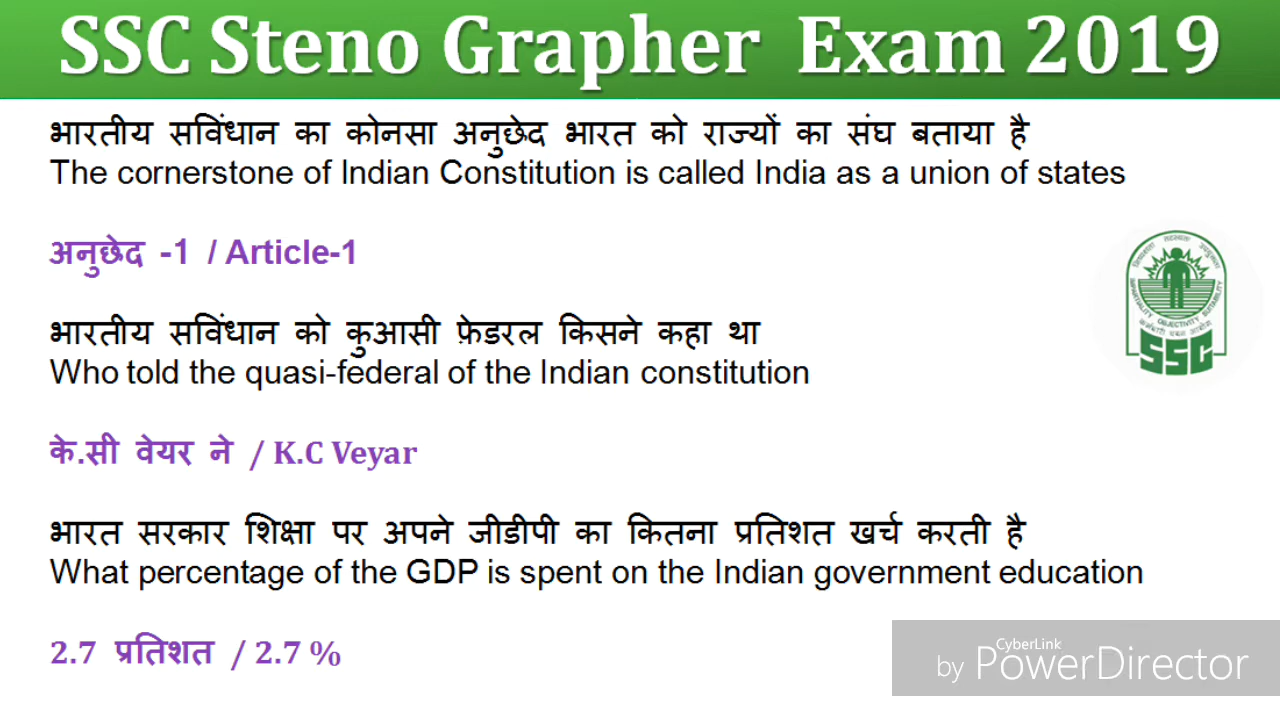 SSC Steno Grapher Exam 2019
भारतीय सविंधान का कोनसा अनुछेद भारत को राज्यों का संघ बताया है
The cornerstone of Indian Constitution is called India as a union of states
अनुछेद -1 / Article-1
भारतीय सविंधान को कुआसी फ़ेडरल किसने कहा था
Who told the quasi-federal of the Indian constitution
के.सी वेयर ने / K.C Veyar
भारत सरकार शिक्षा पर अपने जीडीपी का कितना प्रतिशत खर्च करती है
What percentage of the GDP is spent on the Indian government education
2.7 प्रतिशत / 2.7 %
IMPARTIALITY OBJECTIVITY SUITABILITY
SSC
CyberLink
by PowerDirector